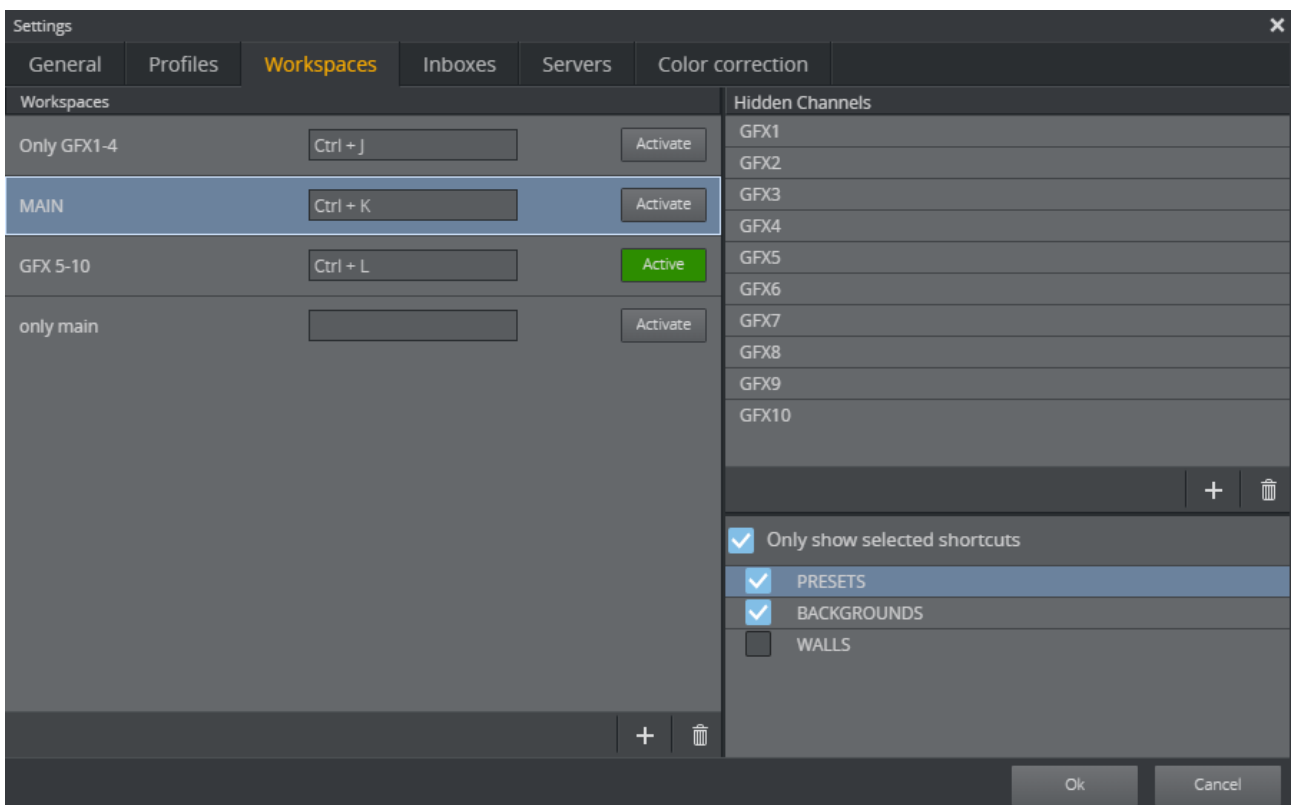 Settings
General Profiles Workspaces Inboxes Servers Color correction
Workspaces
Only GFX1-4 Ctrl + J Activate
MAIN Ctrl + K Activate
GFX 5-10 Ctrl + L Active
only main Activate
Hidden Channels
GFX1
GFX2
GFX3
GFX4
GFX5
GFX6
GFX7
GFX8
GFX9
GFX10
Only show selected shortcuts
PRESETS
BACKGROUNDS
WALLS
Ok Cancel